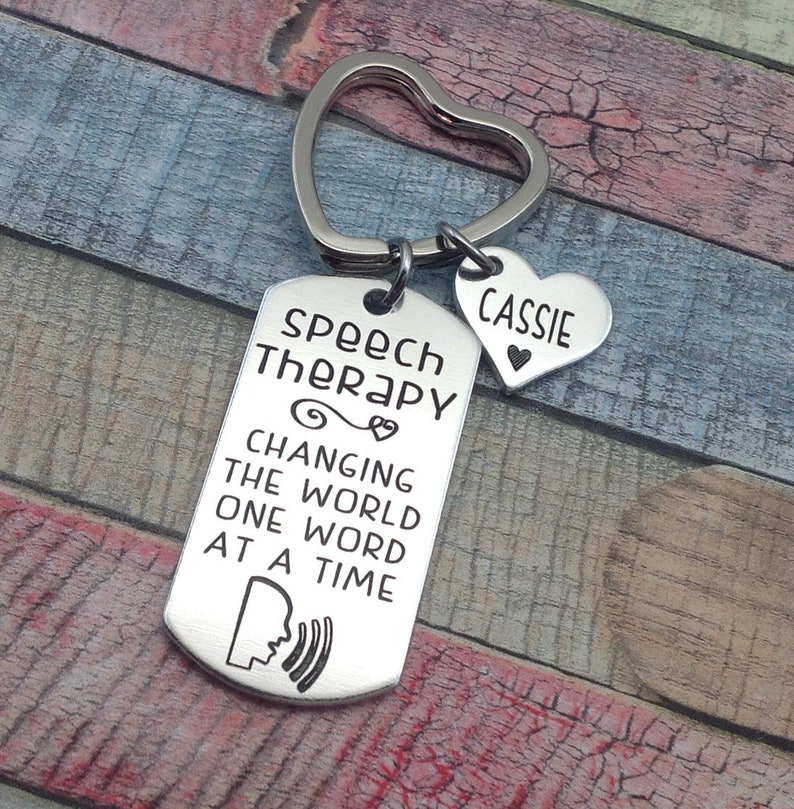 Speech
Therapy
CHANGING
THE WORLD
ONE WORD
AT A TIME
CASSIE